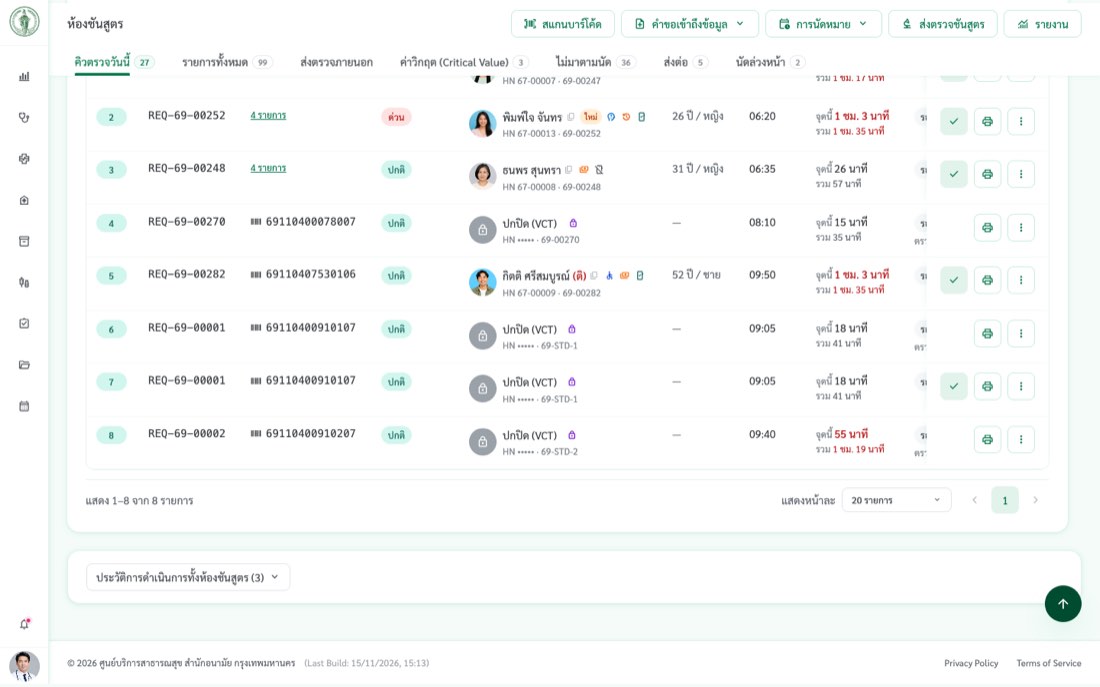 ห้องชันสูตร
สแกนบาร์โค้ด
คำขอเข้าถึงข้อมูล
การนัดหมาย
ส่งตรวจชันสูตร
รายงาน
คิวตรวจวันนี้ 27
รายการทั้งหมด 99
ส่งตรวจภายนอก
ค่าวิกฤต (Critical Value) 3
ไม่มาตามนัด 36
ส่งต่อ 5
นัดล่วงหน้า 2
HN 67-00007 · 69-00247
รวม 1 ชม. 17 นาที
2 REQ-69-00252 4 รายการ ด่วน พิมพ์ใจ จันทร ใหม่ 26 ปี / หญิง 06:20 จุดนี้ 1 ชม. 3 นาที
HN 67-00013 · 69-00252 รวม 1 ชม. 35 นาที
3 REQ-69-00248 4 รายการ ปกติ ธนพร สุนทรา 31 ปี / หญิง 06:35 จุดนี้ 26 นาที
HN 67-00008 · 69-00248 รวม 57 นาที
4 REQ-69-00270 69110400078007 ปกติ ปกปิด (VCT) — 08:10 จุดนี้ 15 นาที
HN ••••• · 69-00270 รวม 35 นาที
5 REQ-69-00282 69110407530106 ปกติ กิตติ ศรีสมบูรณ์ (ติ) 52 ปี / ชาย 09:50 จุดนี้ 1 ชม. 3 นาที
HN 67-00009 · 69-00282 รวม 1 ชม. 35 นาที
6 REQ-69-00001 69110400910107 ปกติ ปกปิด (VCT) — 09:05 จุดนี้ 18 นาที
HN ••••• · 69-STD-1 รวม 41 นาที
7 REQ-69-00001 69110400910107 ปกติ ปกปิด (VCT) — 09:05 จุดนี้ 18 นาที
HN ••••• · 69-STD-1 รวม 41 นาที
8 REQ-69-00002 69110400910207 ปกติ ปกปิด (VCT) — 09:40 จุดนี้ 55 นาที
HN ••••• · 69-STD-2 รวม 1 ชม. 19 นาที
แสดง 1–8 จาก 8 รายการ
แสดงหน้าละ 20 รายการ 1
ประวัติการดำเนินการทั้งห้องชันสูตร (3)
© 2026 ศูนย์บริการสาธารณสุข สำนักอนามัย กรุงเทพมหานคร (Last Build: 15/11/2026, 15:13)
Privacy Policy Terms of Service